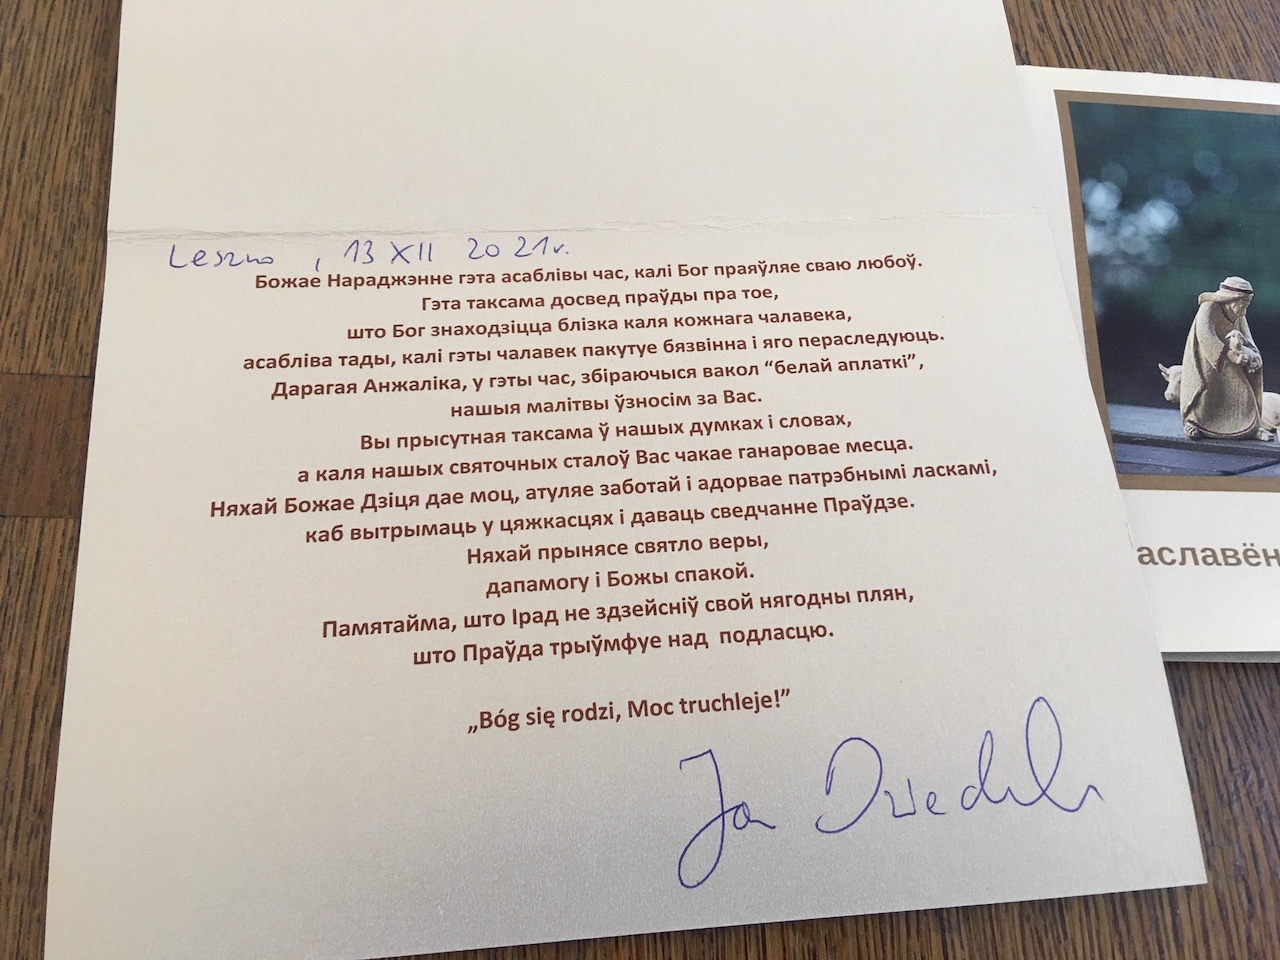 Leszno, 13 XII 2021r.
Божае Нараджэнне гэта асаблівы час, калі Бог праяўляе сваю любоў.
Гэта таксама досвед праўды пра тое,
што Бог знаходзіцца блізка каля кожнага чалавека,
асабліва тады, калі гэты чалавек пакутуе бязвінна і яго пераследуюць.
Дарагая Анжаліка, у гэты час, збіраючыся вакол “белай аплаткі”,
нашыя малітвы ўзносім за Вас.
Вы прысутная таксама ў нашых думках і словах,
а каля нашых святочных сталоў Вас чакае ганаровае месца.
Няхай Божае Дзіця дае моц, атуляе заботай і адорвае патрэбнымі ласкамі,
каб вытрымаць у цяжкасцях і даваць сведчанне Праўдзе.
Няхай прынясе святло веры,
дапамогу і Божы спакой.
Памятайма, што Ірад не здзейсніў свой нягодны плян,
што Праўда трыўмфуе над подласцю.
„Bóg się rodzi, Moc truchleje!”
Jan
аславён